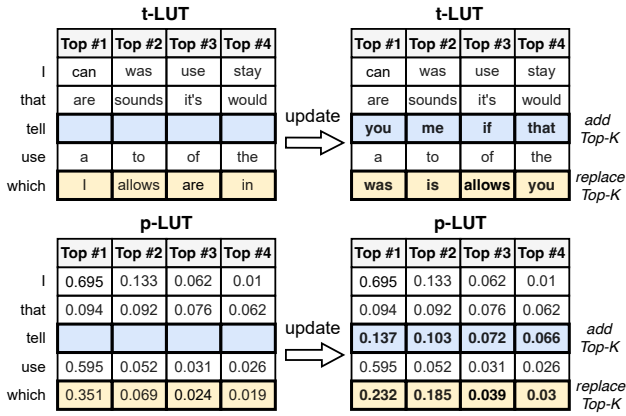 t-LUT t-LUT
Top #1 Top #2 Top #3 Top #4 Top #1 Top #2 Top #3 Top #4
I can was use stay can was use stay
that are sounds it's would are sounds it's would
update
tell you me if that add Top-K
use a to of the a to of the
which I allows are in was is allows you replace Top-K
p-LUT p-LUT
Top #1 Top #2 Top #3 Top #4 Top #1 Top #2 Top #3 Top #4
I 0.695 0.133 0.062 0.01 0.695 0.133 0.062 0.01
that 0.094 0.092 0.076 0.062 0.094 0.092 0.076 0.062
update
tell 0.137 0.103 0.072 0.066 add Top-K
use 0.595 0.052 0.031 0.026 0.595 0.052 0.031 0.026
which 0.351 0.069 0.024 0.019 0.232 0.185 0.039 0.03 replace Top-K